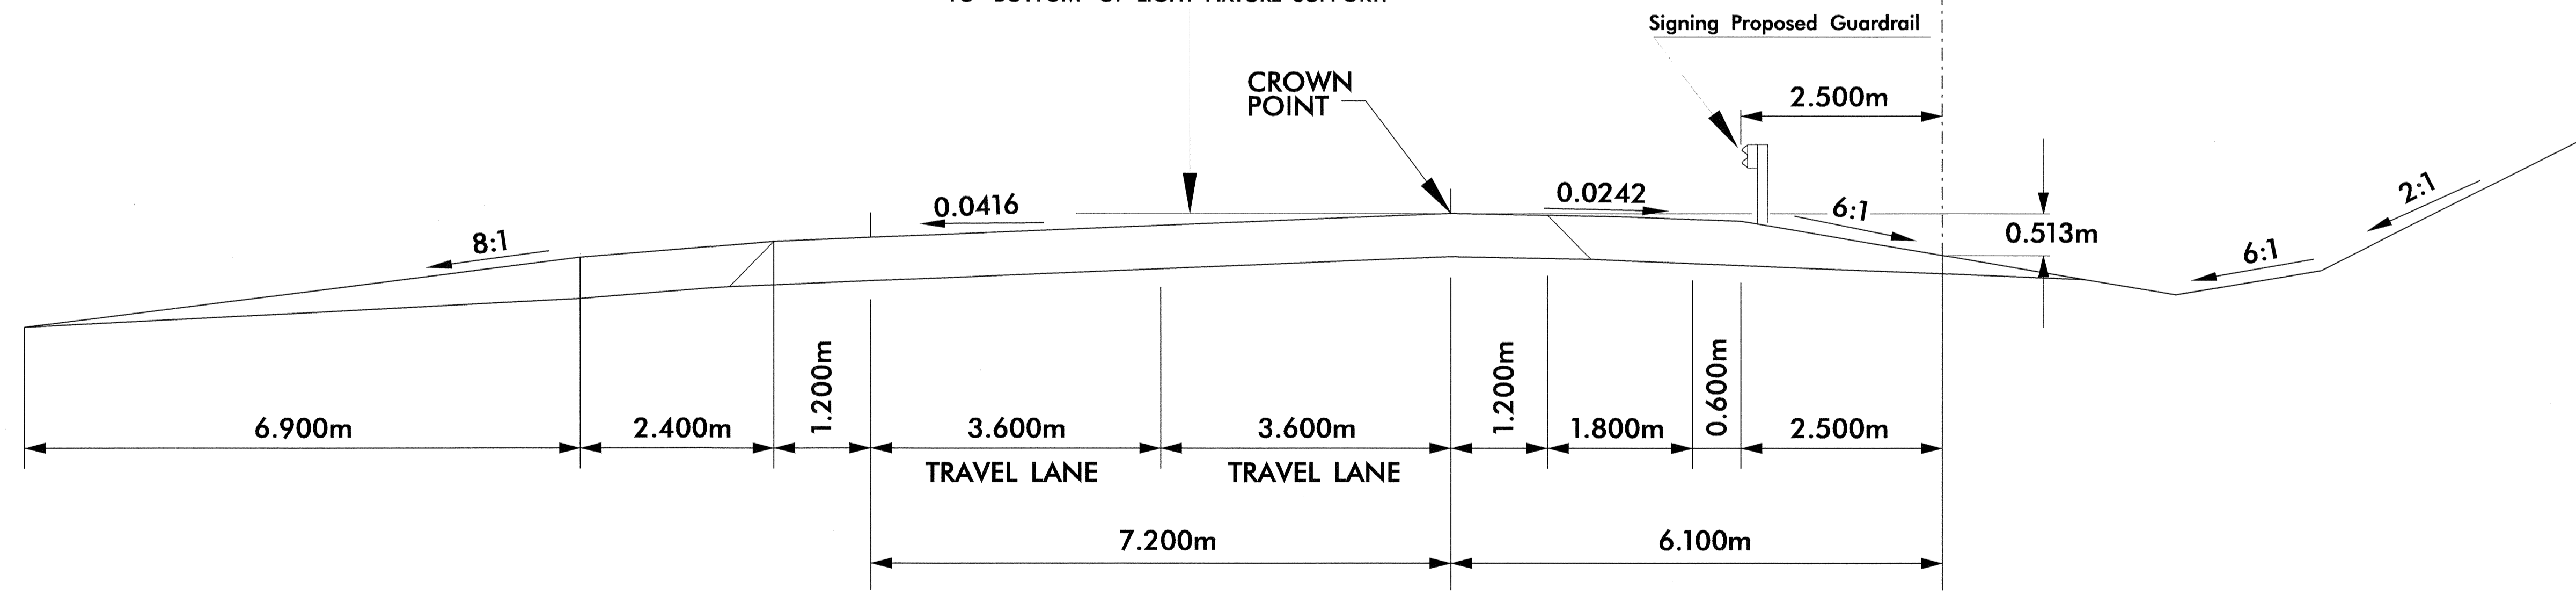 Signing Proposed Guardrail
CROWN
POINT
2.500m
0.0416
0.0242
6:1
2:1
8:1
0.513m
6:1
1.200m
1.200m
0.600m
6.900m
2.400m
3.600m
3.600m
1.800m
2.500m
TRAVEL LANE
TRAVEL LANE
7.200m
6.100m